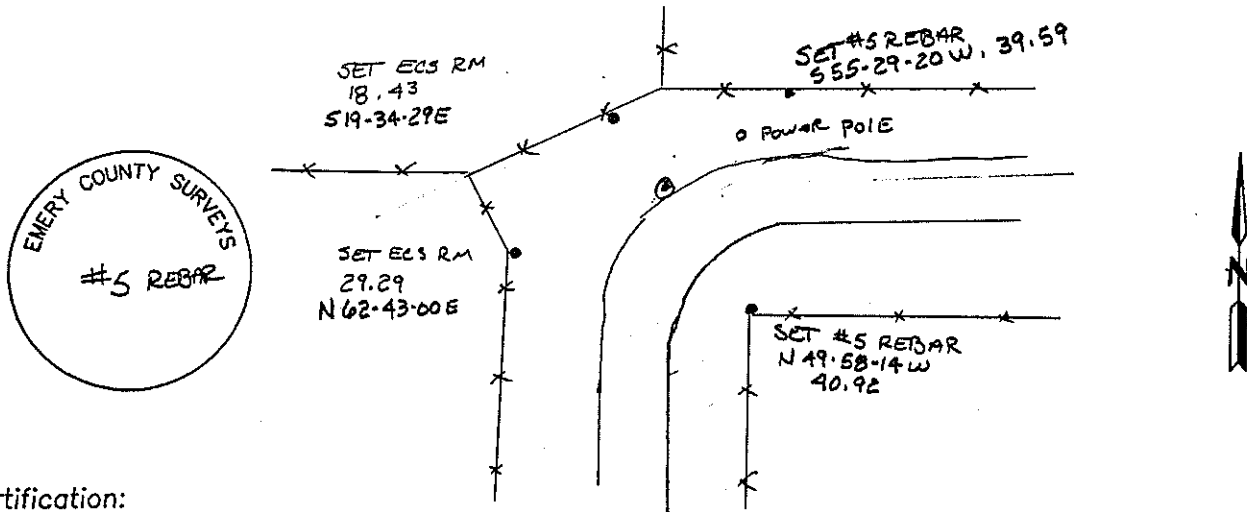 SET ECS RM
18.43
S19-34-29E
SET #5 REBAR
S55-29-20W, 39.59
POWAR POLE
EMERY COUNTY SURVEYS
#5 REBAR
SET ECS RM
29.29
N62-43-00E
N
SET #5 REBAR
N49-58-14W
40.92
tification: